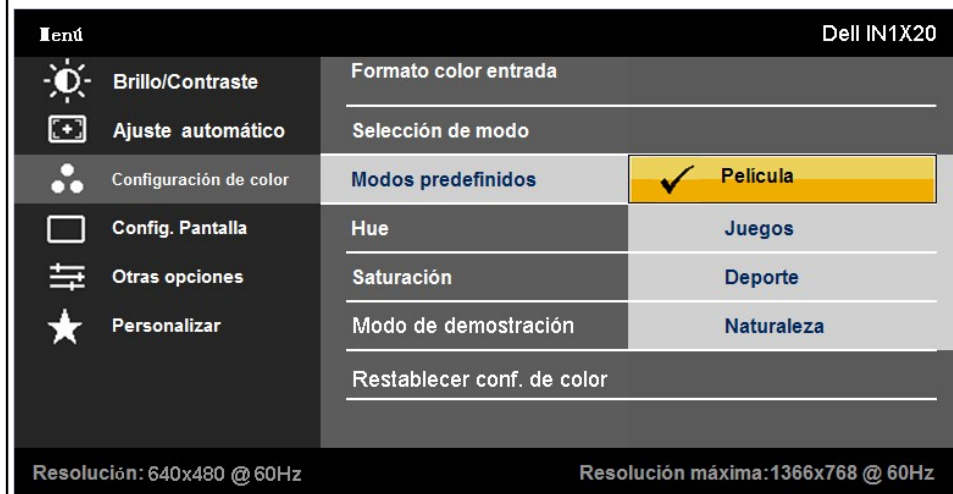 Menú
Dell IN1X20
Brillo/Contraste
Ajuste automático
Configuración de color
Config. Pantalla
Otras opciones
Personalizar
Formato color entrada
Selección de modo
Modos predefinidos
Hue
Saturación
Modo de demostración
Restablecer conf. de color
Película
Juegos
Deporte
Naturaleza
Resolución: 640x480 @ 60Hz
Resolución máxima:1366x768 @ 60Hz